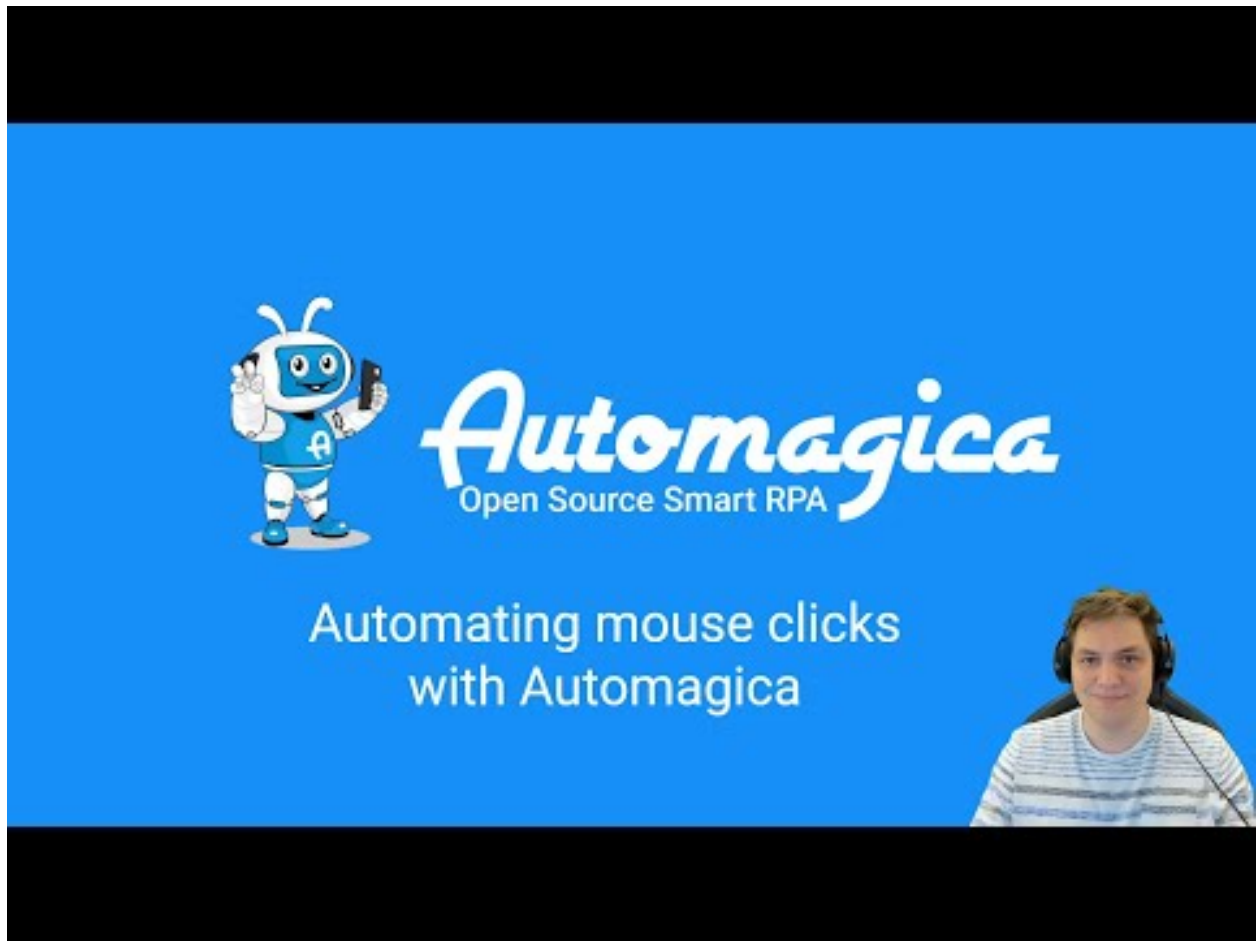 Automagica
Open Source Smart RPA
A
Automating mouse clicks
with Automagica